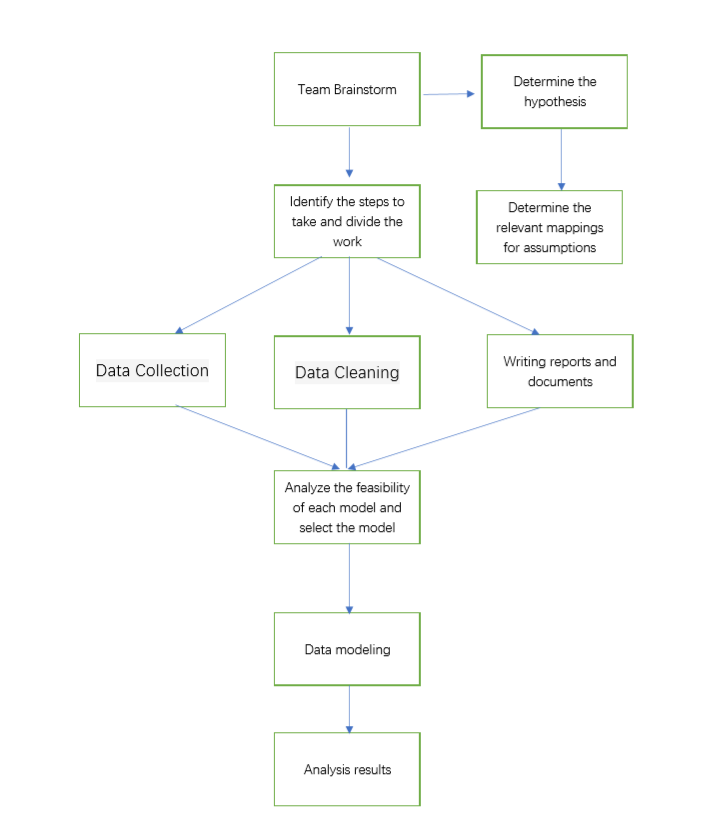 Team Brainstorm
Determine the
hypothesis
Identify the steps to
take and divide the
work
Determine the
relevant mappings
for assumptions
Data Collection
Data Cleaning
Writing reports and
documents
Analyze the feasibility
of each model and
select the model
Data modeling
Analysis results